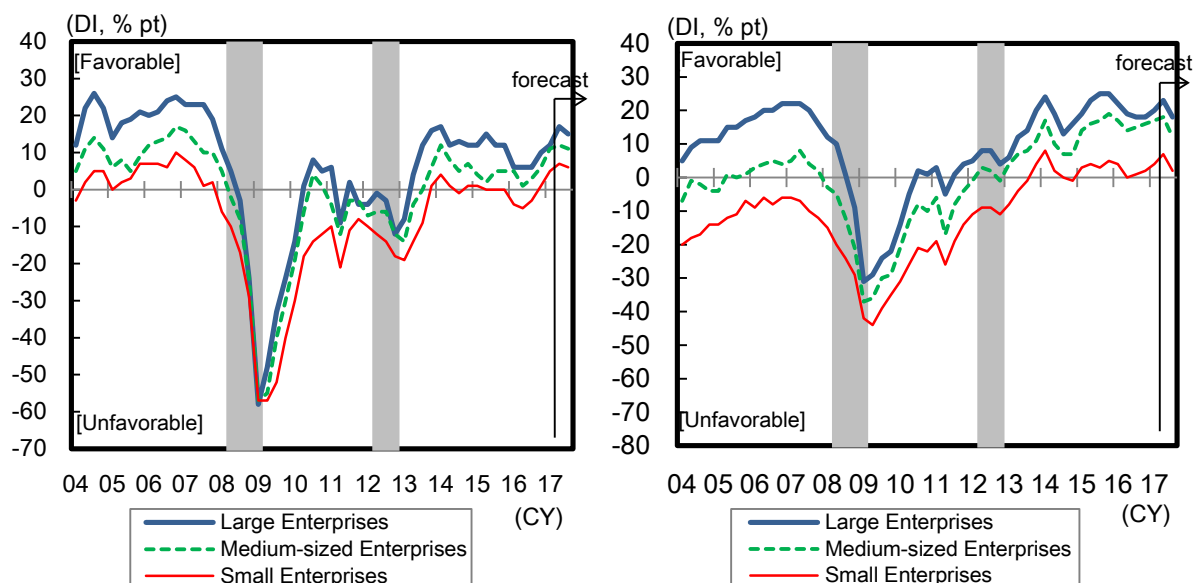 (DI, % pt)
40
30
20
10
0
-10
-20
-30
-40
-50
-60
-70
[Favorable]
forecast
[Unfavorable]
04 05 06 07 08 09 10 11 12 13 14 15 16 17
(CY)
Large Enterprises
Medium-sized Enterprises
Small Enterprises
(DI, % pt)
40
30
20
10
0
-10
-20
-30
-40
-50
-60
-70
-80
[Favorable]
forecast
[Unfavorable]
04 05 06 07 08 09 10 11 12 13 14 15 16 17
(CY)
Large Enterprises
Medium-sized Enterprises
Small Enterprises